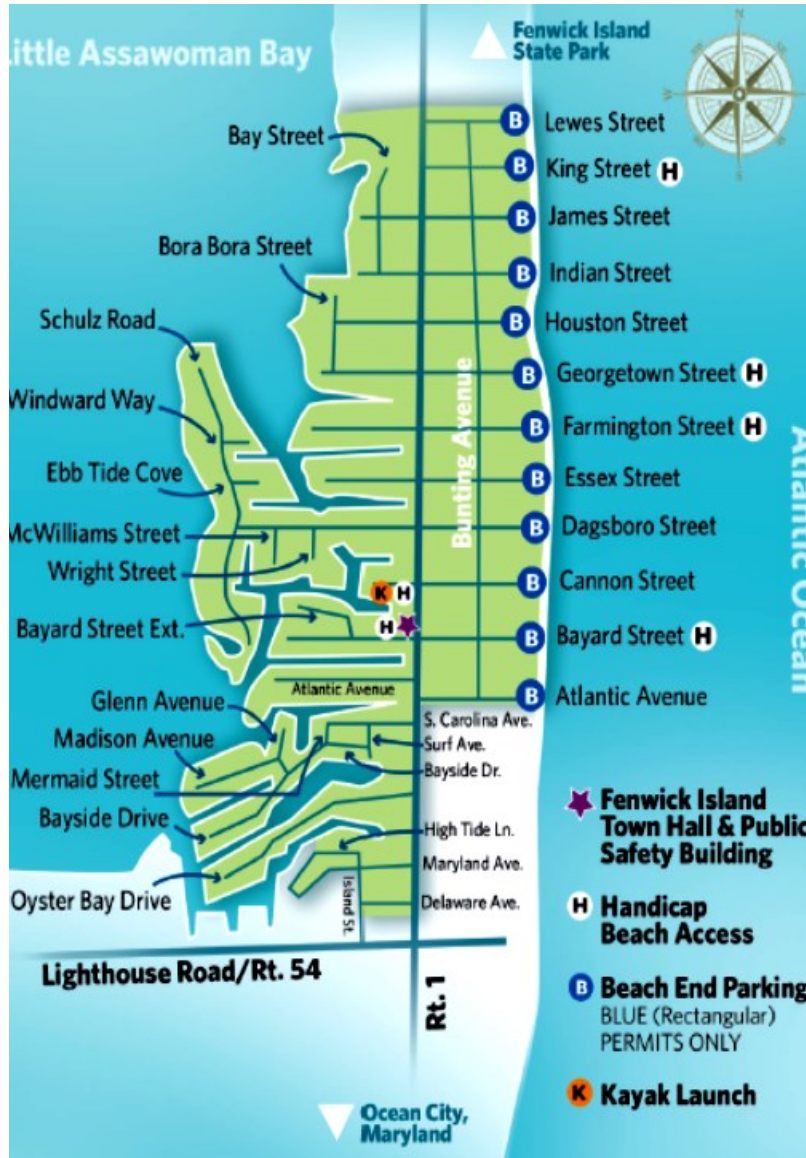 Little Assawoman Bay
Fenwick Island
State Park
Bay Street
Bora Bora Street
Schulz Road
Windward Way
Ebb Tide Cove
McWilliams Street
Wright Street
Bayard Street Ext.
Glenn Avenue
Madison Avenue
Mermaid Street
Bayside Drive
Oyster Bay Drive
B Lewes Street
B King Street H
B James Street
B Indian Street
B Houston Street
B Georgetown Street H
B Farmington Street H
B Essex Street
B Dagsboro Street
B Cannon Street
B Bayard Street H
B Atlantic Avenue
Bunting Avenue
Atlantic Ocean
K H
H
Atlantic Avenue
S. Carolina Ave.
Surf Ave.
Bayside Dr.
High Tide Ln.
Maryland Ave.
Delaware Ave.
Island St.
Lighthouse Road/Rt. 54
Rt. 1
Ocean City,
Maryland
Fenwick Island
Town Hall & Public
Safety Building
H Handicap
Beach Access
B Beach End Parking
BLUE (Rectangular)
PERMITS ONLY
K Kayak Launch